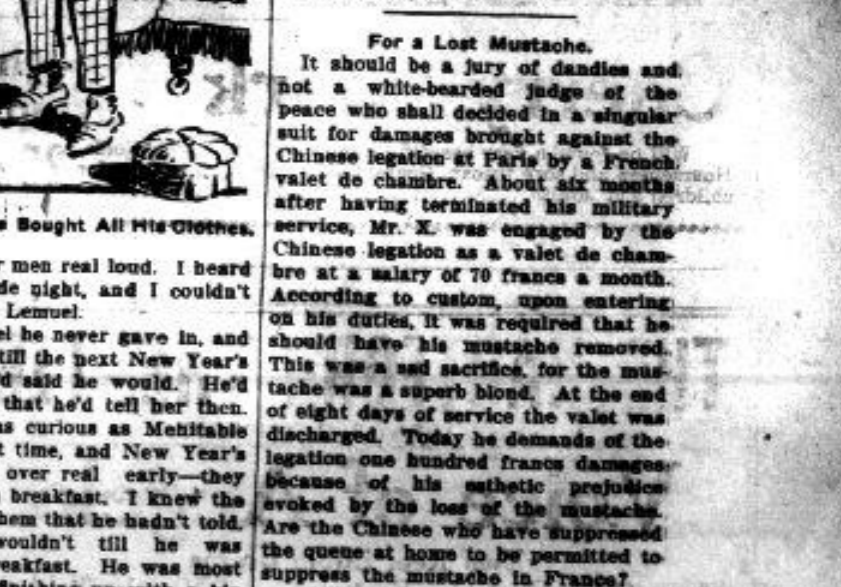 Bought All His Clothes.
r men real loud. I heard
de night, and I couldn't
Lemuel.
el he never gave in, and
till the next New Year's
d said he would. He'd
that he'd tell her then.
as curious as Mehitable
t time, and New Year's
over real early—they
breakfast. I knew the
hem that he hadn't told.
wouldn't till he was
eakfast. He was most
For a Lost Mustache.
It should be a jury of dandies and
not a white-bearded judge of the
peace who shall decided in a singular
suit for damages brought against the
Chinese legation at Paris by a French
valet de chambre. About six months
after having terminated his military
service, Mr. X. was engaged by the
Chinese legation as a valet de cham-
bre at a salary of 70 francs a month.
According to custom, upon entering
on his duties, it was required that he
should have his mustache removed.
This was a sad sacrifice, for the mus-
tache was a superb blond. At the end
of eight days of service the valet was
discharged. Today he demands of the
legation one hundred francs damages
because of his esthetic prejudice
evoked by the loss of the mustache.
Are the Chinese who have suppressed
the queue at home to be permitted to
suppress the mustache in France?